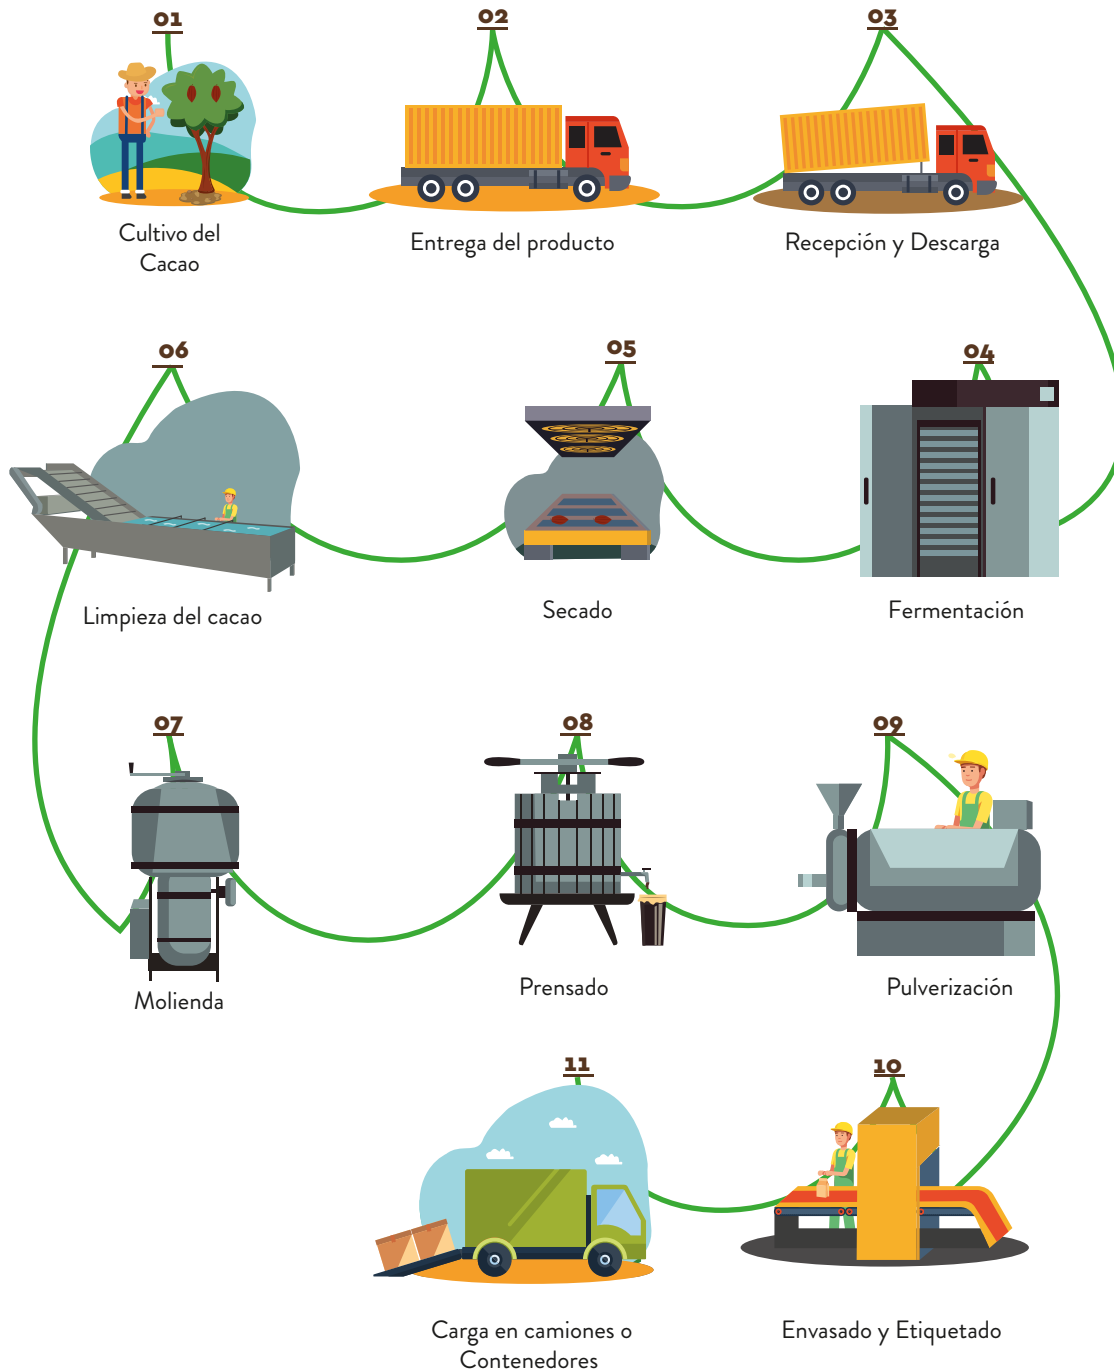 01
Cultivo del
Cacao
02
Entrega del producto
03
Recepción y Descarga
04
Fermentación
05
Secado
06
Limpieza del cacao
07
Molienda
08
Prensado
09
Pulverización
10
Envasado y Etiquetado
11
Carga en camiones o
Contenedores